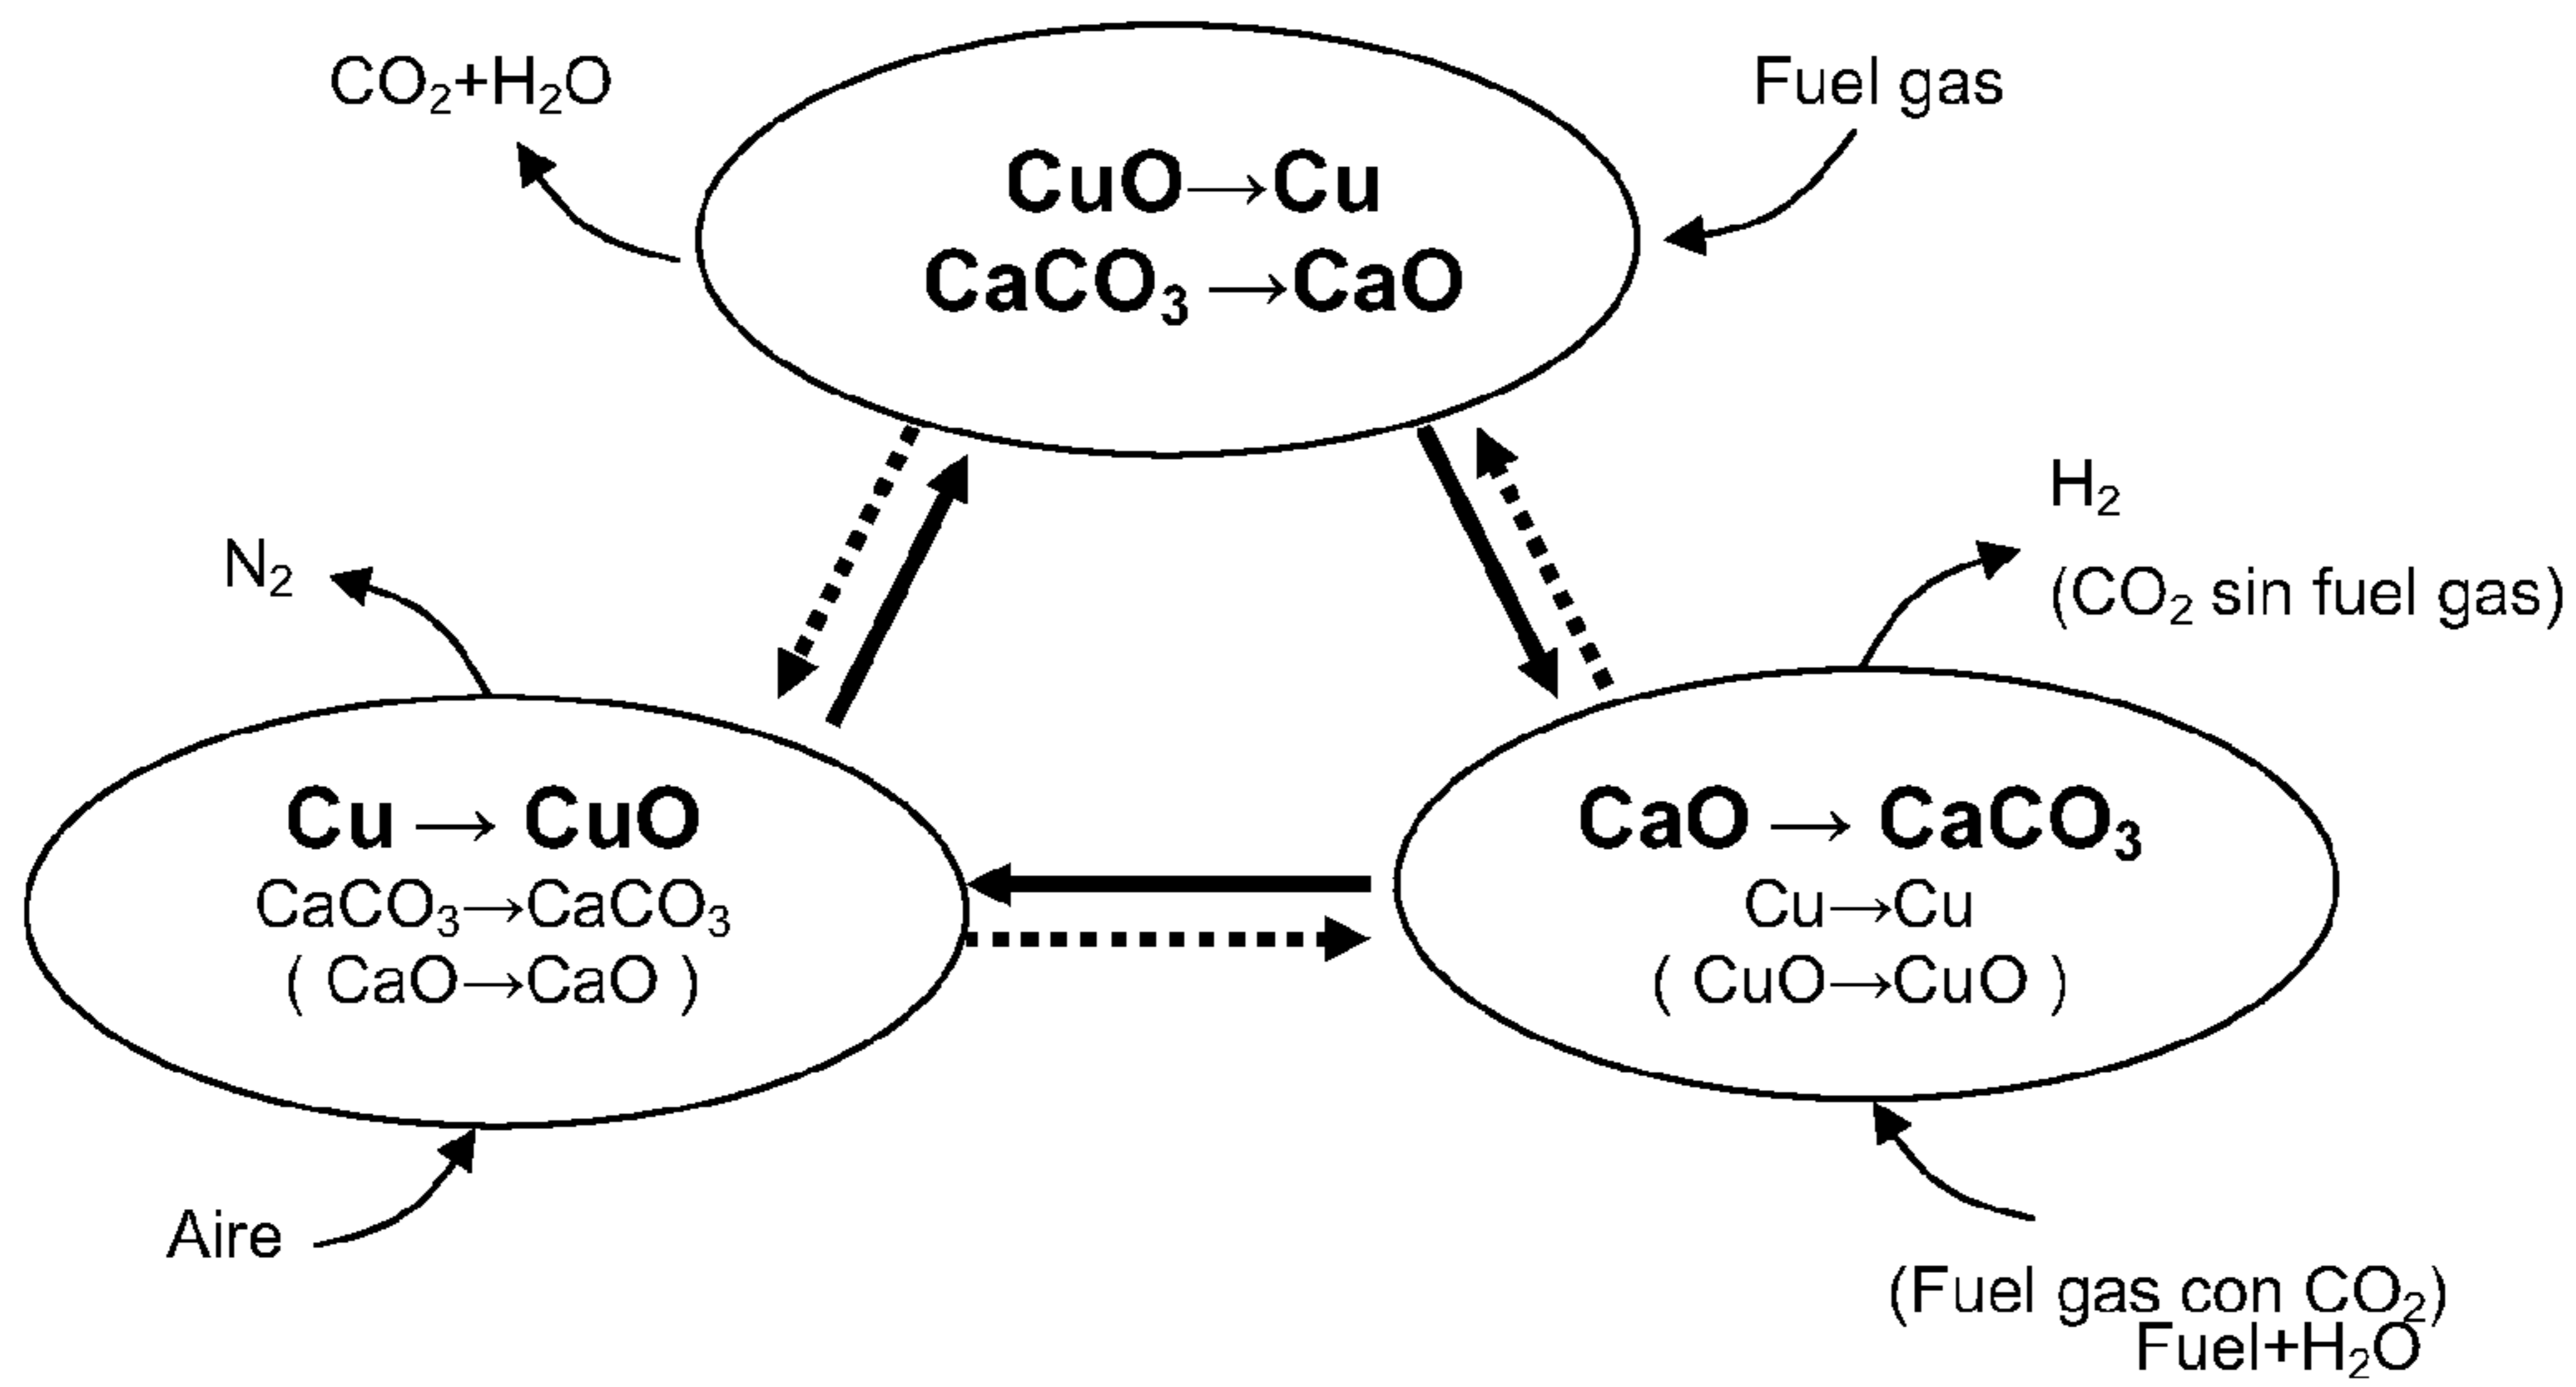 CO₂+H₂O
Fuel gas
CuO→Cu
CaCO₃→CaO
H₂
(CO₂ sin fuel gas)
N₂
Cu → CuO
CaCO₃→CaCO₃
( CaO→CaO )
CaO → CaCO₃
Cu→Cu
( CuO→CuO )
Aire
(Fuel gas con CO₂)
Fuel+H₂O